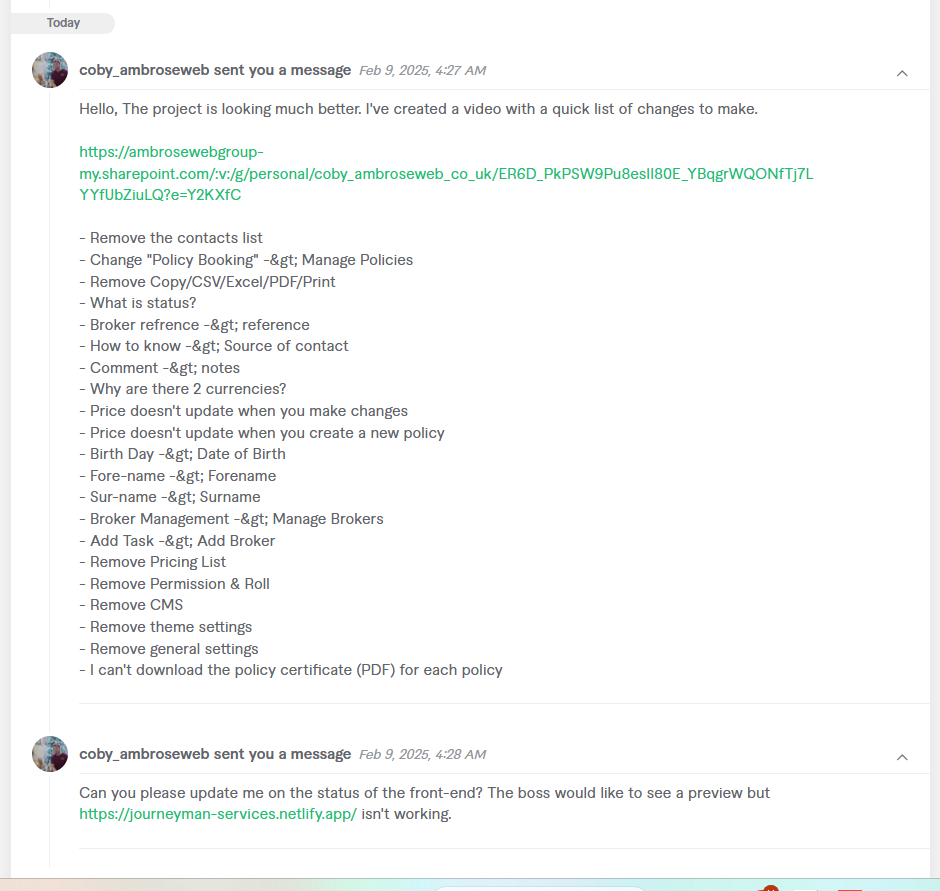 Today
coby_ambroseweb sent you a message Feb 9, 2025, 4:27 AM
Hello, The project is looking much better. I've created a video with a quick list of changes to make.
https://ambrosewebgroup-
my.sharepoint.com/:v:/g/personal/coby_ambroseweb_co_uk/ER6D_PkPSW9Pu8esII80E_YBqgrWQONfTj7L
YYfUbZiuLQ?e=Y2KXfC
- Remove the contacts list
- Change "Policy Booking" -&gt; Manage Policies
- Remove Copy/CSV/Excel/PDF/Print
- What is status?
- Broker refrence -&gt; reference
- How to know -&gt; Source of contact
- Comment -&gt; notes
- Why are there 2 currencies?
- Price doesn't update when you make changes
- Price doesn't update when you create a new policy
- Birth Day -&gt; Date of Birth
- Fore-name -&gt; Forename
- Sur-name -&gt; Surname
- Broker Management -&gt; Manage Brokers
- Add Task -&gt; Add Broker
- Remove Pricing List
- Remove Permission & Roll
- Remove CMS
- Remove theme settings
- Remove general settings
- I can't download the policy certificate (PDF) for each policy
coby_ambroseweb sent you a message Feb 9, 2025, 4:28 AM
Can you please update me on the status of the front-end? The boss would like to see a preview but
https://journeyman-services.netlify.app/ isn't working.